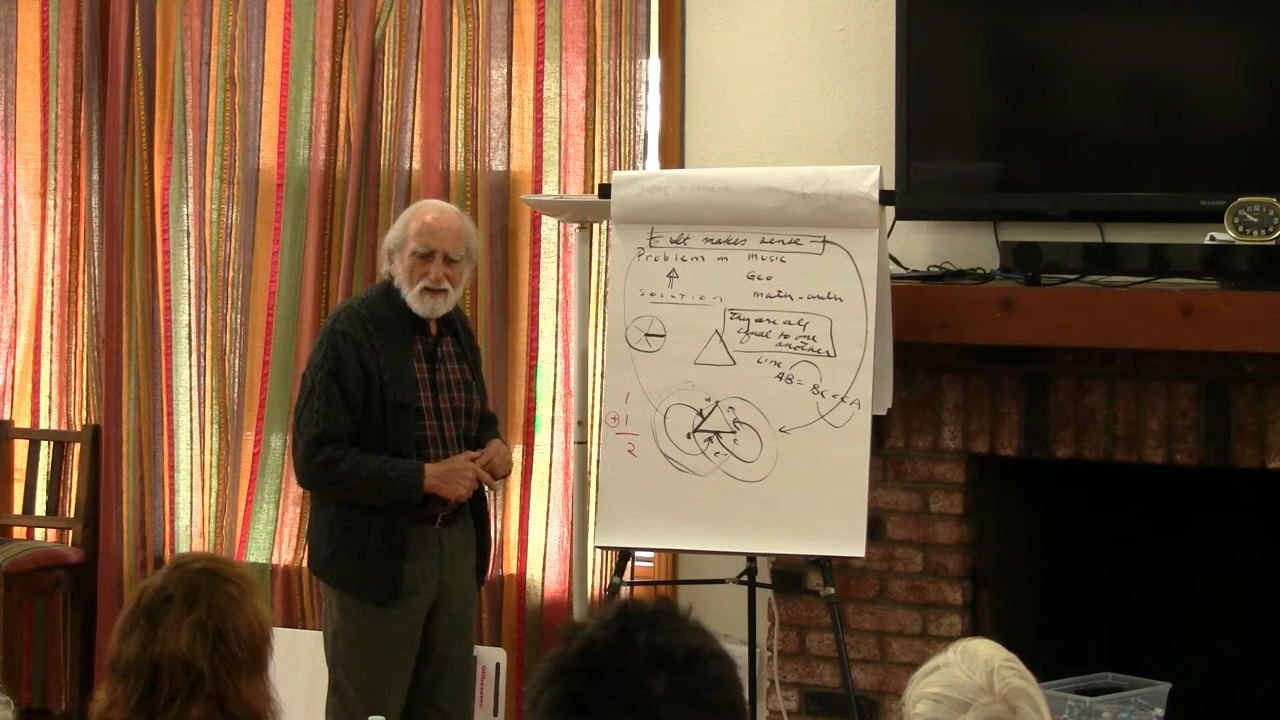 It makes sense
Problem in music
Geo
solution math - arith
They are all
equal to one
another
Line
AB = BC = CA
1
+ 1
2
SHARP
OfficeMax